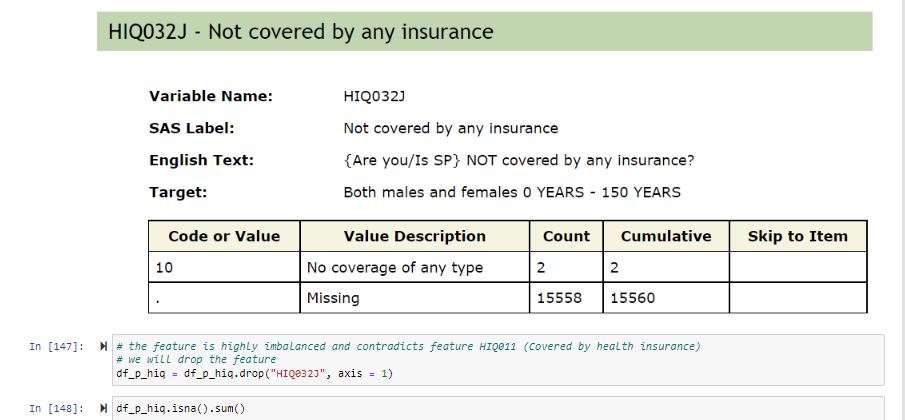 HIQ032J - Not covered by any insurance
Variable Name: HIQ032J
SAS Label: Not covered by any insurance
English Text: {Are you/Is SP} NOT covered by any insurance?
Target: Both males and females 0 YEARS - 150 YEARS
Code or Value Value Description Count Cumulative Skip to Item
10 No coverage of any type 2 2
. Missing 15558 15560
In [147]: # the feature is highly imbalanced and contradicts feature HIQ011 (Covered by health insurance)
# we will drop the feature
df_p_hiq = df_p_hiq.drop("HIQ032J", axis = 1)
In [148]: df_p_hiq.isna().sum()